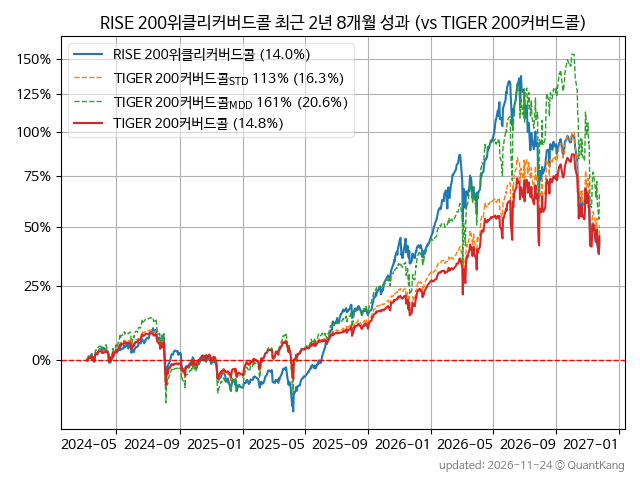 RISE 200위클리커버드콜 최근 2년 8개월 성과 (vs TIGER 200커버드콜)
RISE 200위클리커버드콜 (14.0%)
TIGER 200커버드콜STD 113% (16.3%)
TIGER 200커버드콜MDD 161% (20.6%)
TIGER 200커버드콜 (14.8%)
150%
125%
100%
75%
50%
25%
0%
2024-05 2024-09 2025-01 2025-05 2025-09 2026-01 2026-05 2026-09 2027-01
updated: 2026-11-24 © QuantKang